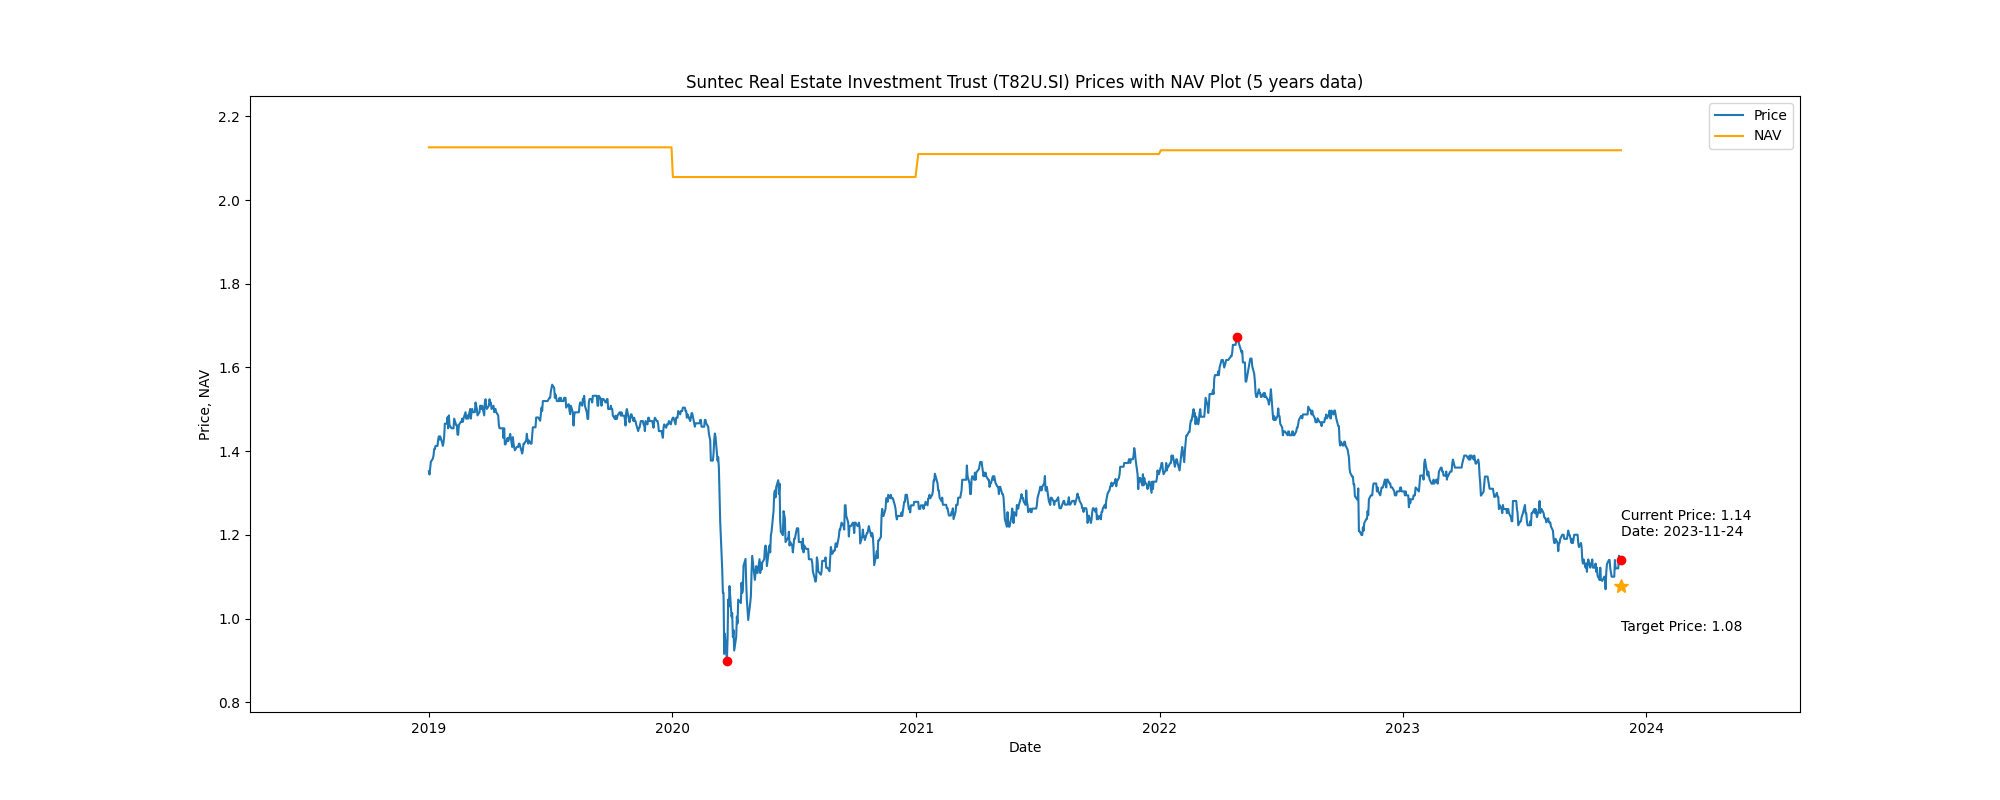 Suntec Real Estate Investment Trust (T82U.SI) Prices with NAV Plot (5 years data)
Price
NAV
2.2
2.0
1.8
1.6
1.4
1.2
1.0
0.8
Price, NAV
Current Price: 1.14
Date: 2023-11-24
Target Price: 1.08
2019
2020
2021
2022
2023
2024
Date